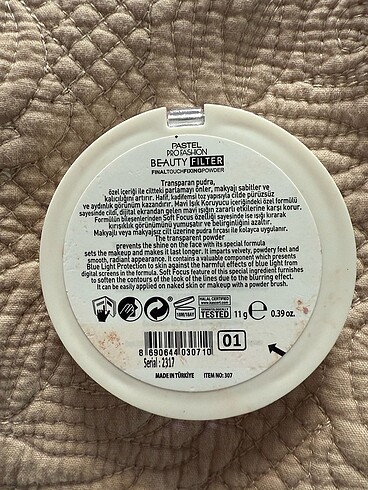 PASTEL
PROFASHION
BEAUTY FILTER
FINALTOUCHFIXINGPOWDER
Transparan pudra,
özel içeriği ile ciltteki parlamayı önler, makyajı sabitler ve
kalıcılığını artırır. Hafif, kadifemsi toz yapısıyla cilde pürüzsüz
ve aydınlık görünüm kazandırır. Mavi Işık Koruyucu içeriğindeki özel formülü
sayesinde cildi, dijital ekrandan gelen mavi ışığın zararlı etkilerine karşı korur.
Formülün bileşenlerinden Soft Focus özelliği sayesinde ise ışığı kırarak
kırışıklık görünümünü yumuşatır ve belirginliğini azaltır.
Makyajlı veya makyajsız cilt üzerine pudra fırçası ile kolayca uygulanır.
The transparent powder
prevents the shine on the face with its special formula
sets the makeup and makes it last longer. It imparts velvety, powdery feel and
smooth, radiant appearance. It contains a valuable component which presents
Blue Light Protection to skin against the harmful effects of blue light from
digital screens in the formula. Soft Focus feature of this special ingredient furnishes
to soften the contours of the look of the lines due to the blurring effect.
It can be easily applied on naked skin or makeup with a powder brush.
18M/18AY
HALAL CERTIFIED
TESTED
11 g e 0.39 oz.
8 690644 030710
01
Serial : 2317
MADE IN TÜRKİYE ITEM NO: 307